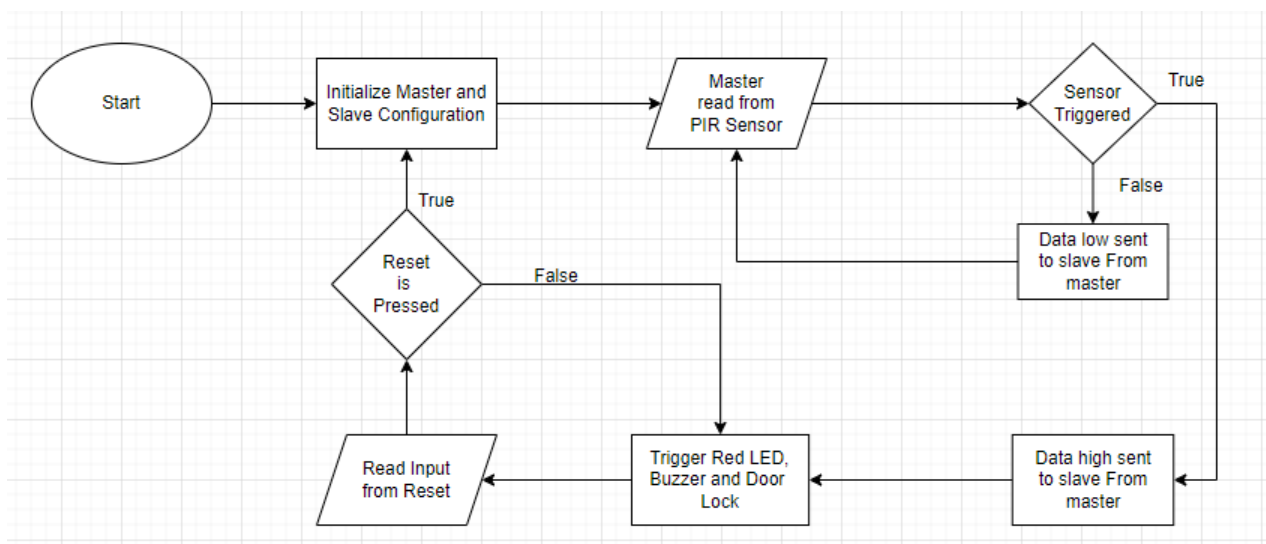 Start
Initialize Master and
Slave Configuration
Master
read from
PIR Sensor
Sensor
Triggered
True
False
Data low sent
to slave From
master
True
Reset
is
Pressed
False
Read Input
from Reset
Trigger Red LED,
Buzzer and Door
Lock
Data high sent
to slave From
master